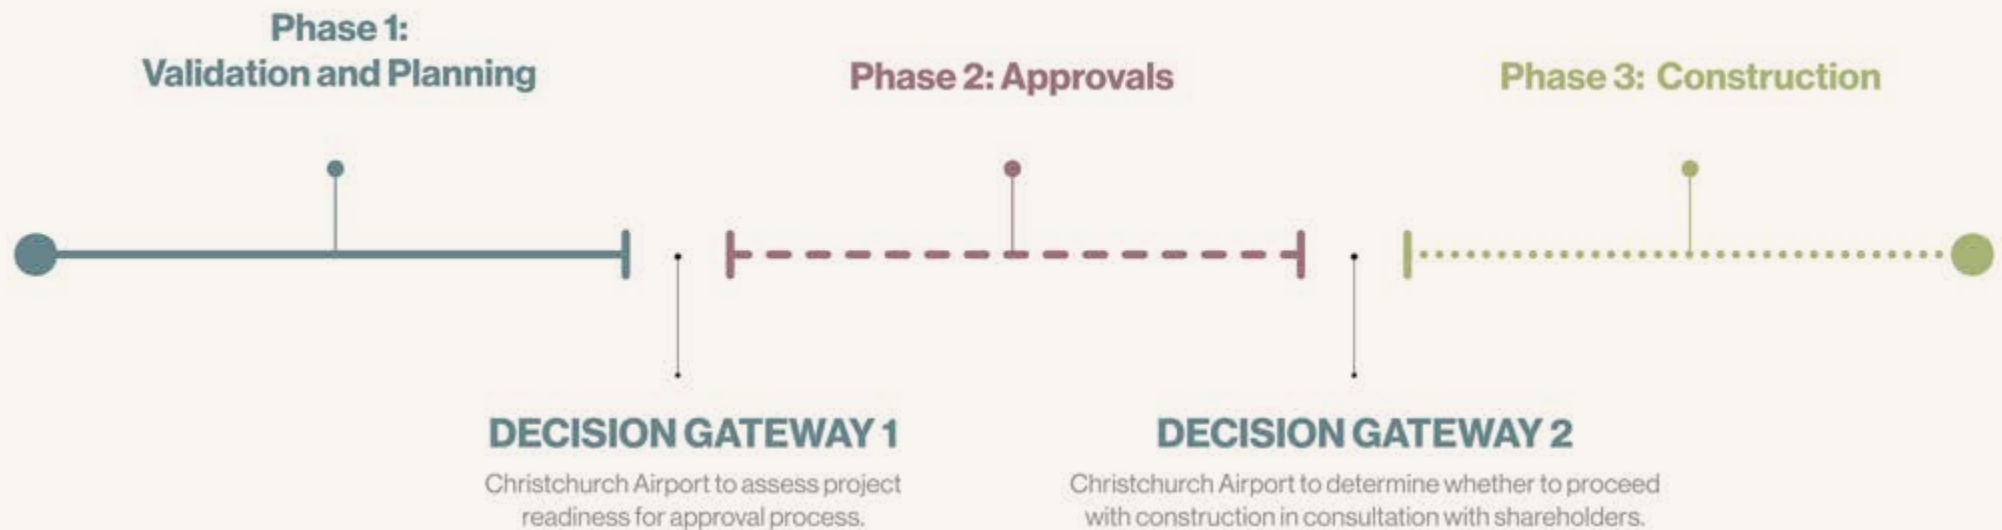 Phase 1:
Validation and Planning
Phase 2: Approvals
Phase 3: Construction
DECISION GATEWAY 1
Christchurch Airport to assess project
readiness for approval process.
DECISION GATEWAY 2
Christchurch Airport to determine whether to proceed
with construction in consultation with shareholders.